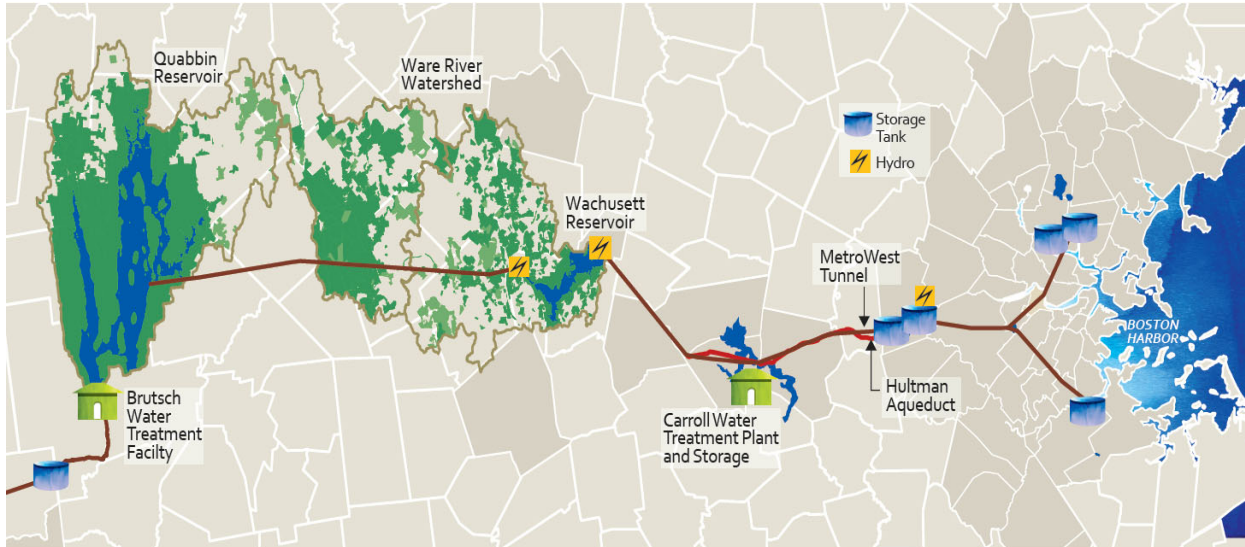 Quabbin
Reservoir
Ware River
Watershed
Storage
Tank
Hydro
Wachusett
Reservoir
MetroWest
Tunnel
BOSTON
HARBOR
Brutsch
Water
Treatment
Facilty
Carroll Water
Treatment Plant
and Storage
Hultman
Aqueduct